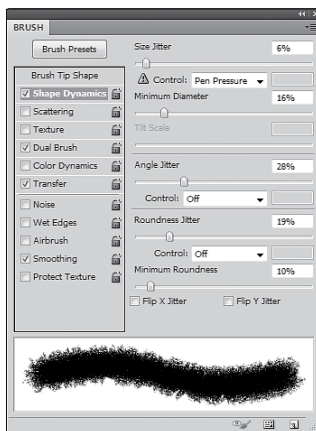 BRUSH
Brush Presets
Brush Tip Shape
Shape Dynamics
Scattering
Texture
Dual Brush
Color Dynamics
Transfer
Noise
Wet Edges
Airbrush
Smoothing
Protect Texture
Size Jitter 6%
Control: Pen Pressure
Minimum Diameter 16%
Tilt Scale
Angle Jitter 28%
Control: Off
Roundness Jitter 19%
Control: Off
Minimum Roundness 10%
Flip X Jitter Flip Y Jitter